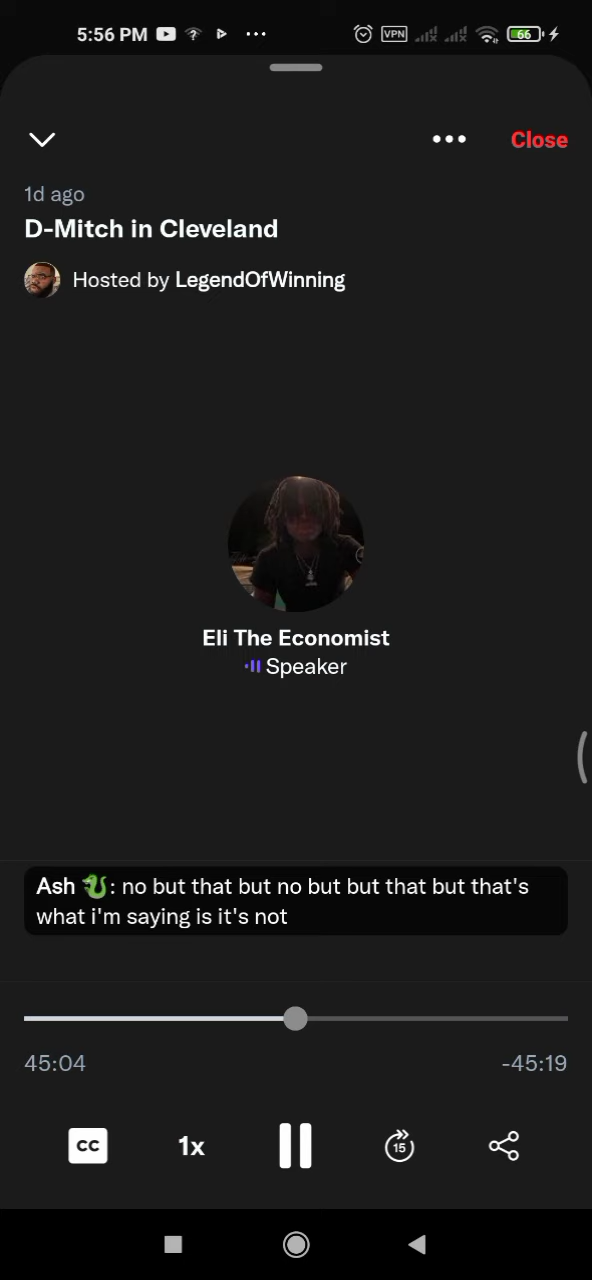 5:56 PM
VPN
66
Close
1d ago
D-Mitch in Cleveland
Hosted by LegendOfWinning
Eli The Economist
Speaker
Ash 🐍: no but that but no but but that but that's
what i'm saying is it's not
45:04
-45:19
CC
1x
15